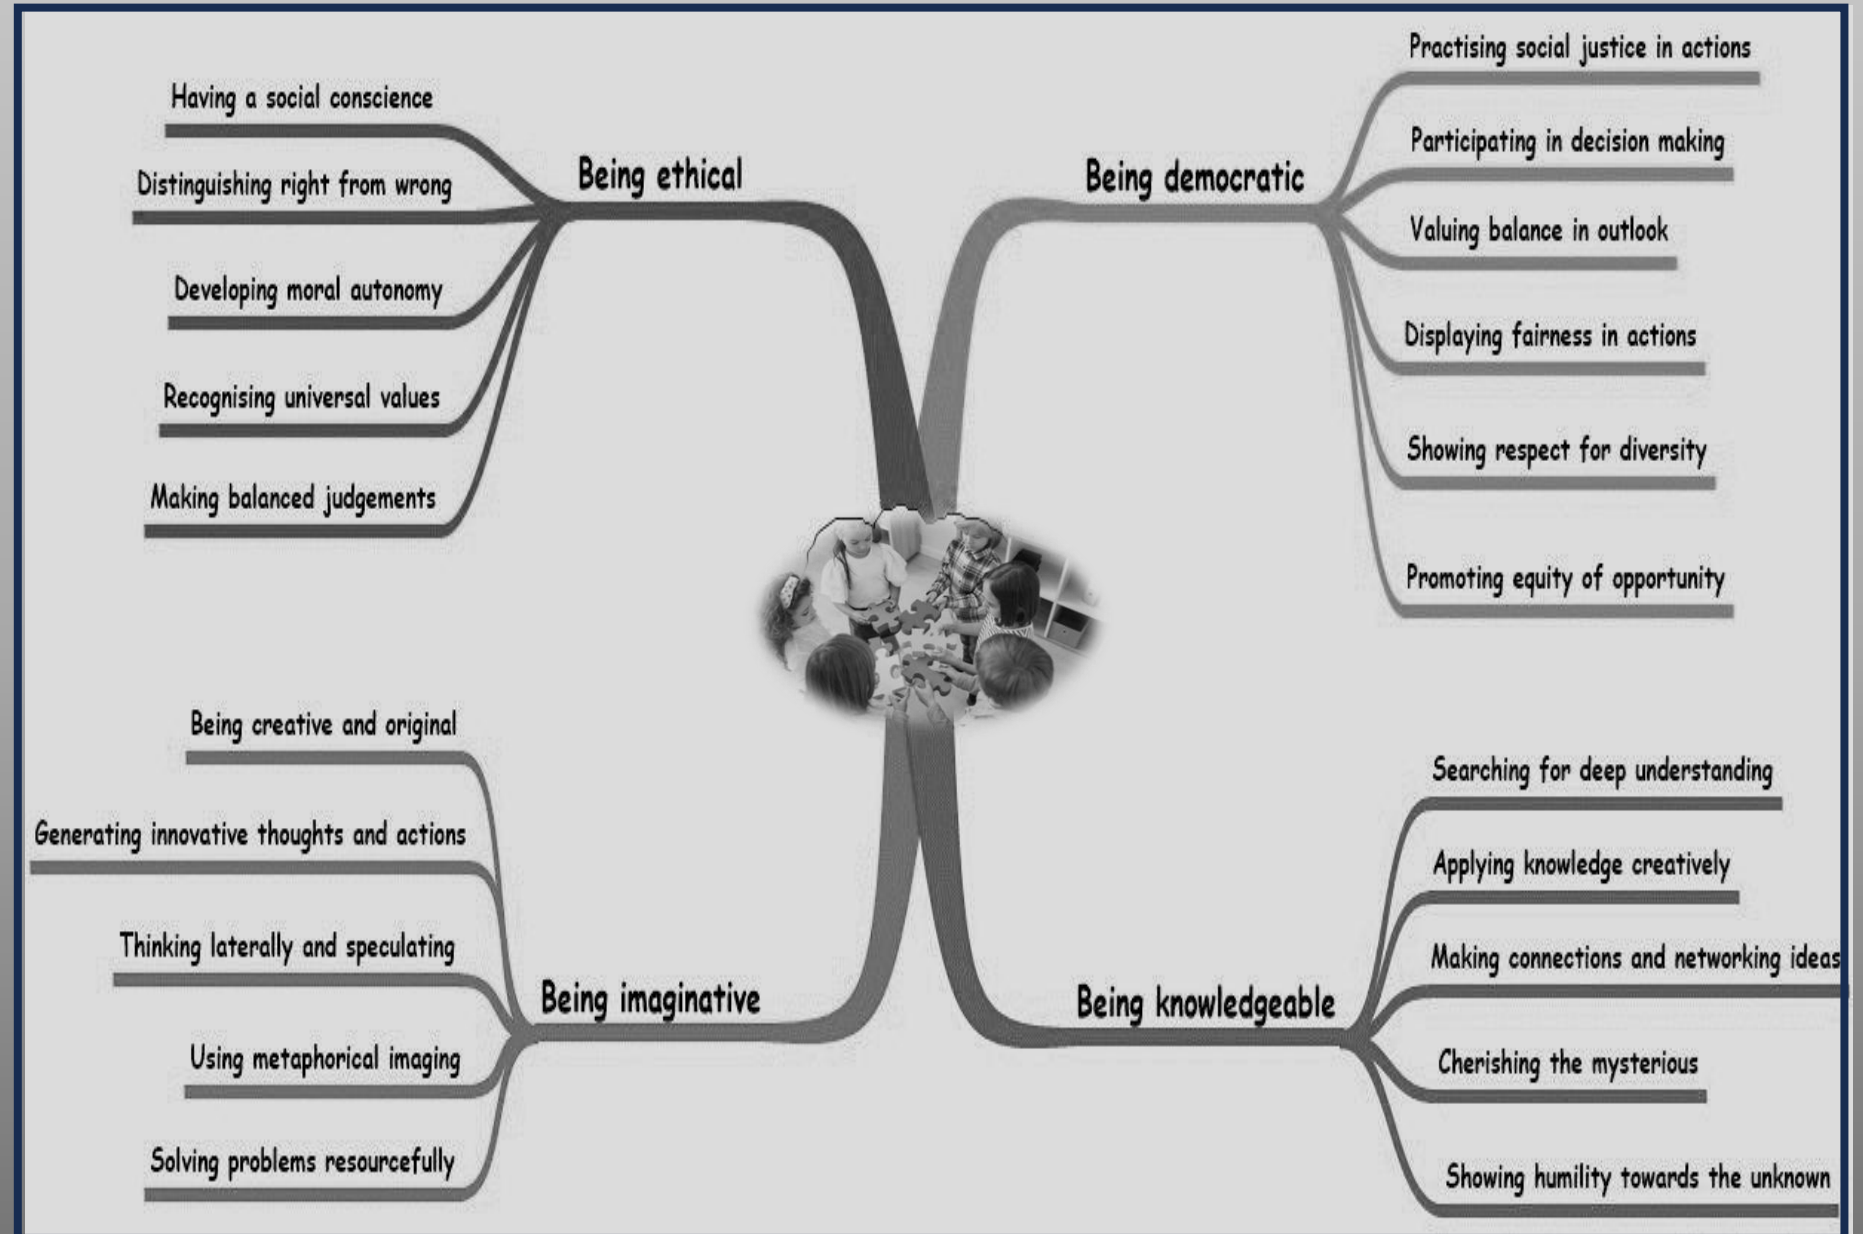 Being ethical
Having a social conscience
Distinguishing right from wrong
Developing moral autonomy
Recognising universal values
Making balanced judgements
Being democratic
Practising social justice in actions
Participating in decision making
Valuing balance in outlook
Displaying fairness in actions
Showing respect for diversity
Promoting equity of opportunity
Being imaginative
Being creative and original
Generating innovative thoughts and actions
Thinking laterally and speculating
Using metaphorical imaging
Solving problems resourcefully
Being knowledgeable
Searching for deep understanding
Applying knowledge creatively
Making connections and networking ideas
Cherishing the mysterious
Showing humility towards the unknown